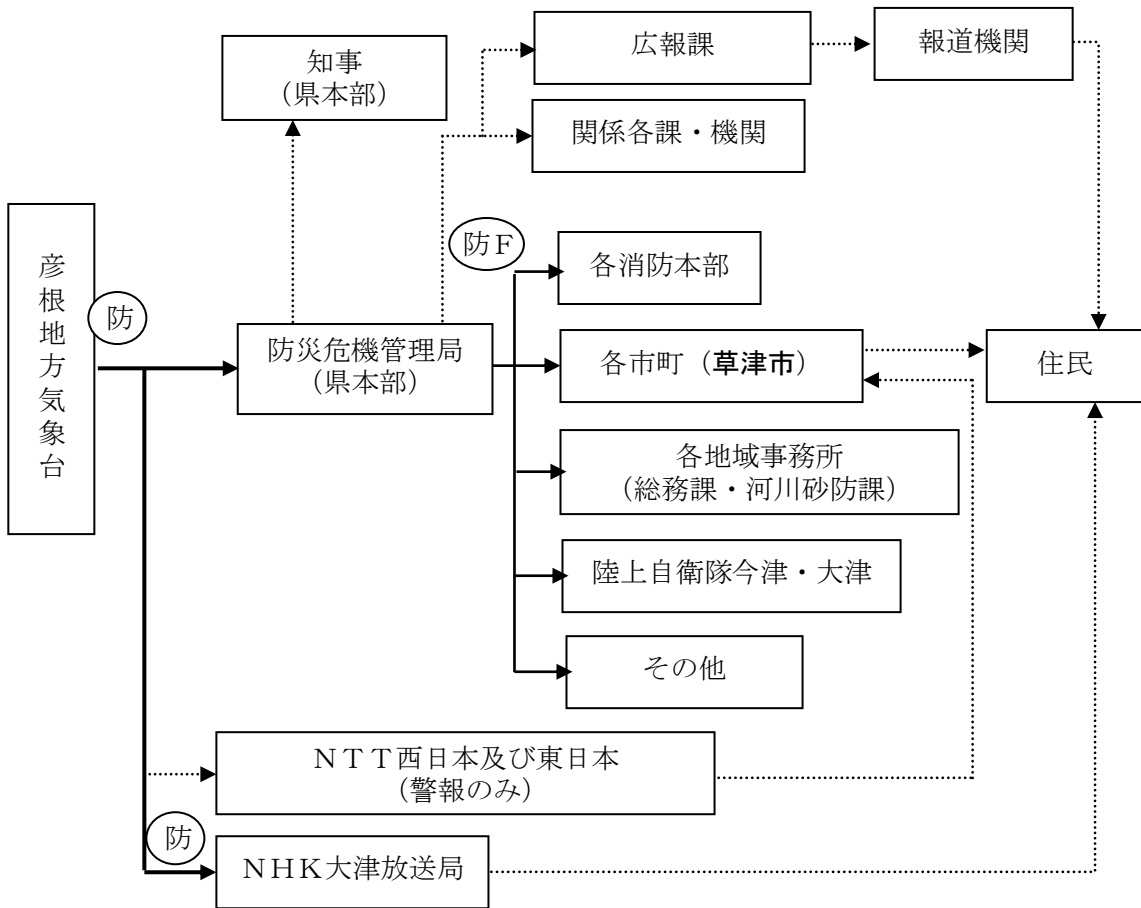 知事
（県本部）
広報課
報道機関
関係各課・機関
彦根地方気象台
防
防Ｆ
各消防本部
防災危機管理局
（県本部）
各市町（草津市）
住民
各地域事務所
（総務課・河川砂防課）
陸上自衛隊今津・大津
その他
ＮＴＴ西日本及び東日本
（警報のみ）
防
ＮＨＫ大津放送局